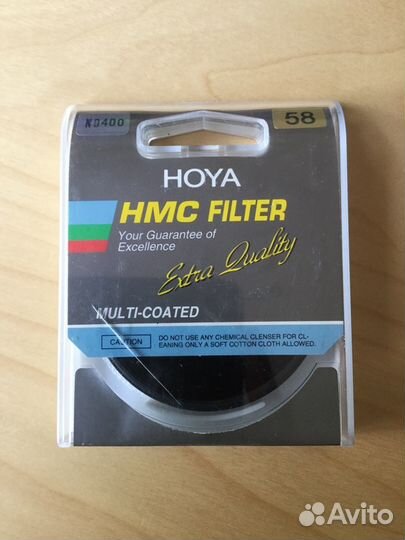 ND400
58
HOYA
HMC FILTER
Your Guarantee of
Excellence
Extra Quality
MULTI-COATED
CAUTION
DO NOT USE ANY CHEMICAL CLENSER FOR CL-
EANING ONLY A SOFT COTTON CLOTH ALLOWED.
Avito